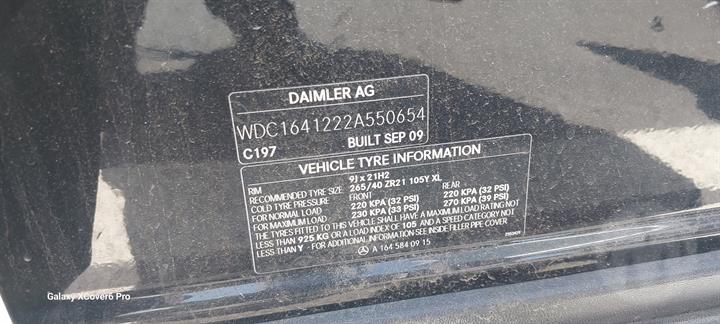 DAIMLER AG
WDC1641222A550654
C197 BUILT SEP 09
VEHICLE TYRE INFORMATION
RIM 9J x 21H2
RECOMMENDED TYRE SIZE 265/40 ZR21 105Y XL
COLD TYRE PRESSURE FRONT REAR
FOR NORMAL LOAD 220 KPA (32 PSI) 220 KPA (32 PSI)
FOR MAXIMUM LOAD 230 KPA (33 PSI) 270 KPA (39 PSI)
THE TYRES FITTED TO THIS VEHICLE SHALL HAVE A MAXIMUM LOAD RATING NOT
LESS THAN 925 KG OR A LOAD INDEX OF 105 AND A SPEED CATEGORY NOT
LESS THAN Y - FOR ADDITIONAL INFORMATION SEE INSIDE FILLER PIPE COVER
A 164 584 09 15
Galaxy XCover6 Pro